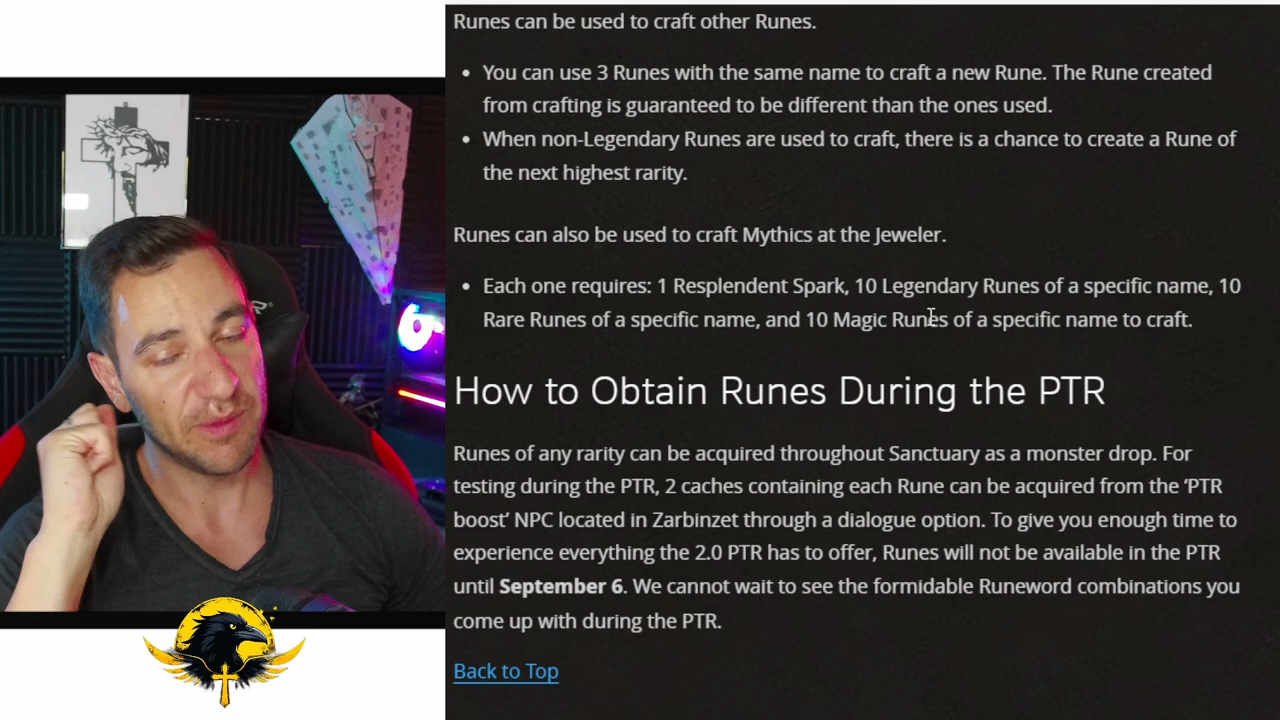 Runes can be used to craft other Runes.
• You can use 3 Runes with the same name to craft a new Rune. The Rune created
from crafting is guaranteed to be different than the ones used.
• When non-Legendary Runes are used to craft, there is a chance to create a Rune of
the next highest rarity.
Runes can also be used to craft Mythics at the Jeweler.
• Each one requires: 1 Resplendent Spark, 10 Legendary Runes of a specific name, 10
Rare Runes of a specific name, and 10 Magic Runes of a specific name to craft.
How to Obtain Runes During the PTR
Runes of any rarity can be acquired throughout Sanctuary as a monster drop. For
testing during the PTR, 2 caches containing each Rune can be acquired from the ‘PTR
boost’ NPC located in Zarbinzet through a dialogue option. To give you enough time to
experience everything the 2.0 PTR has to offer, Runes will not be available in the PTR
until September 6. We cannot wait to see the formidable Runeword combinations you
come up with during the PTR.
Back to Top